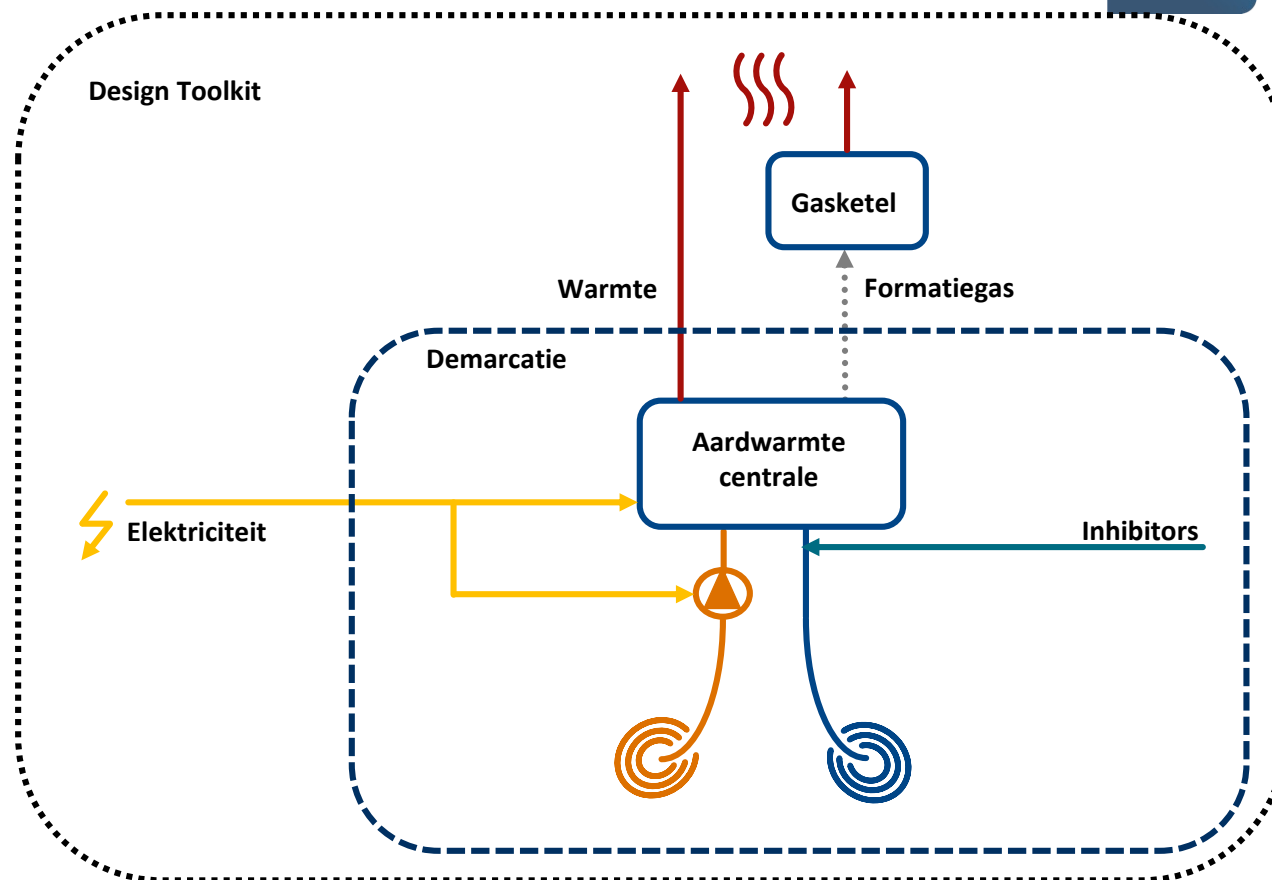 Design Toolkit
Gasketel
Warmte
Formatiegas
Demarcatie
Aardwarmte
centrale
Elektriciteit
Inhibitors